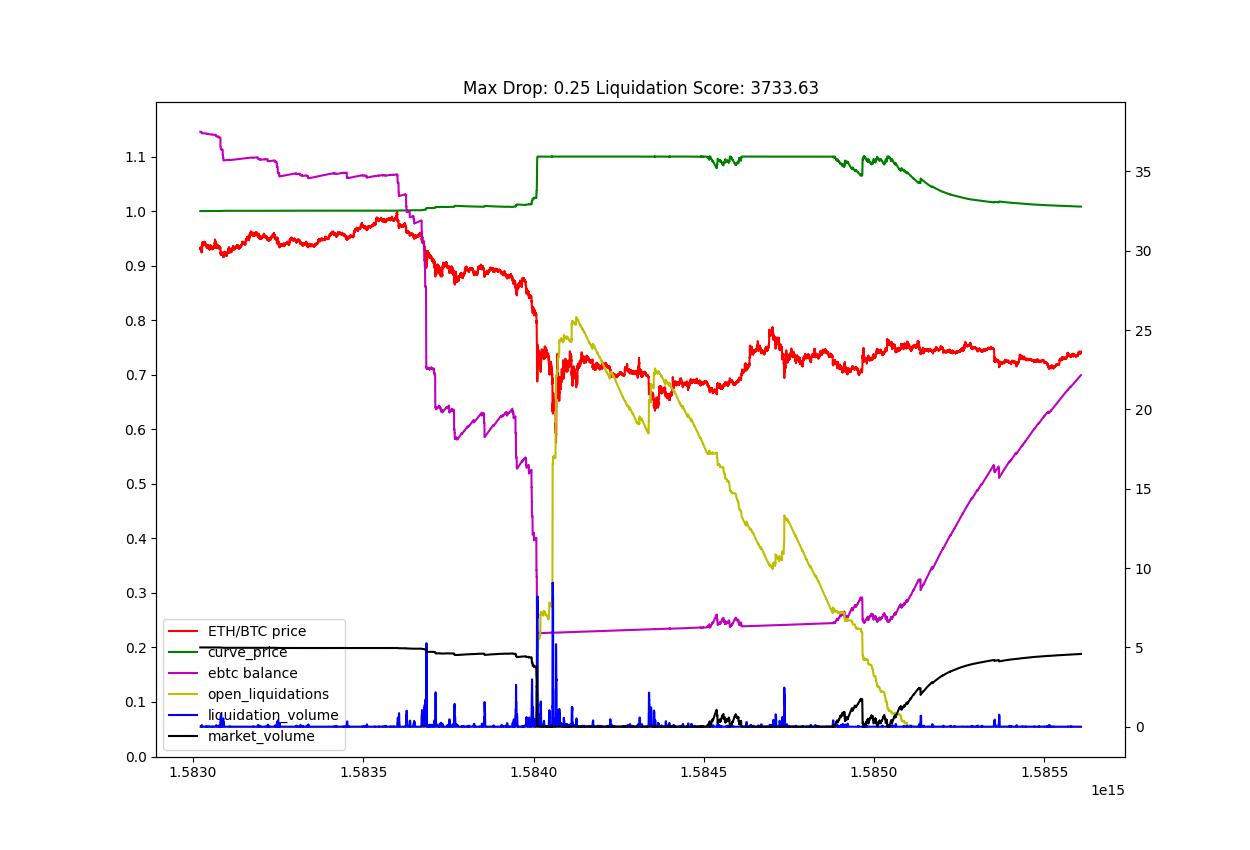 Max Drop: 0.25 Liquidation Score: 3733.63
1.1
1.0
0.9
0.8
0.7
0.6
0.5
0.4
0.3
0.2
0.1
0.0
35
30
25
20
15
10
5
0
ETH/BTC price
curve_price
ebtc balance
open_liquidations
liquidation_volume
market_volume
1.5830 1.5835 1.5840 1.5845 1.5850 1.5855
1e15